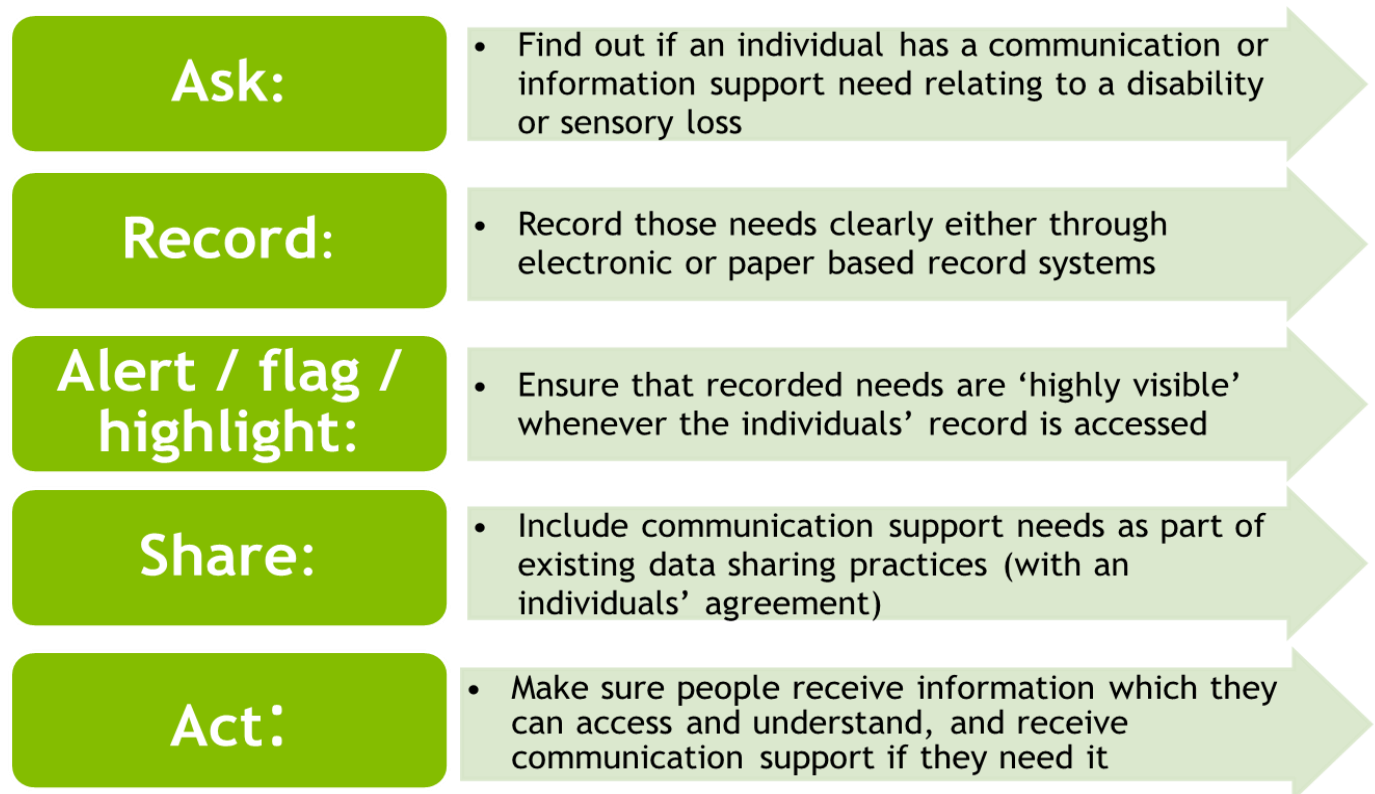 Ask:
• Find out if an individual has a communication or
information support need relating to a disability
or sensory loss
Record:
• Record those needs clearly either through
electronic or paper based record systems
Alert / flag /
highlight:
• Ensure that recorded needs are ‘highly visible’
whenever the individuals’ record is accessed
Share:
• Include communication support needs as part of
existing data sharing practices (with an
individuals’ agreement)
Act:
• Make sure people receive information which they
can access and understand, and receive
communication support if they need it